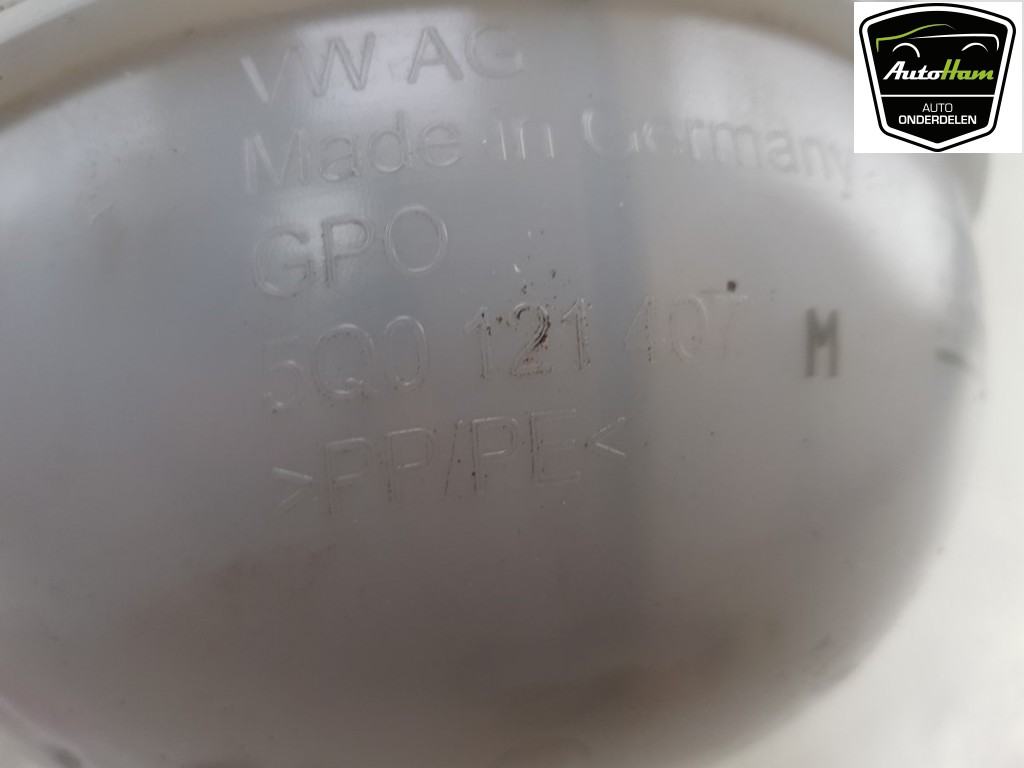 VW AG
Made in Germany
GPO
5Q0 121 407 M
>PP/PE<
AutoHam
AUTO
ONDERDELEN